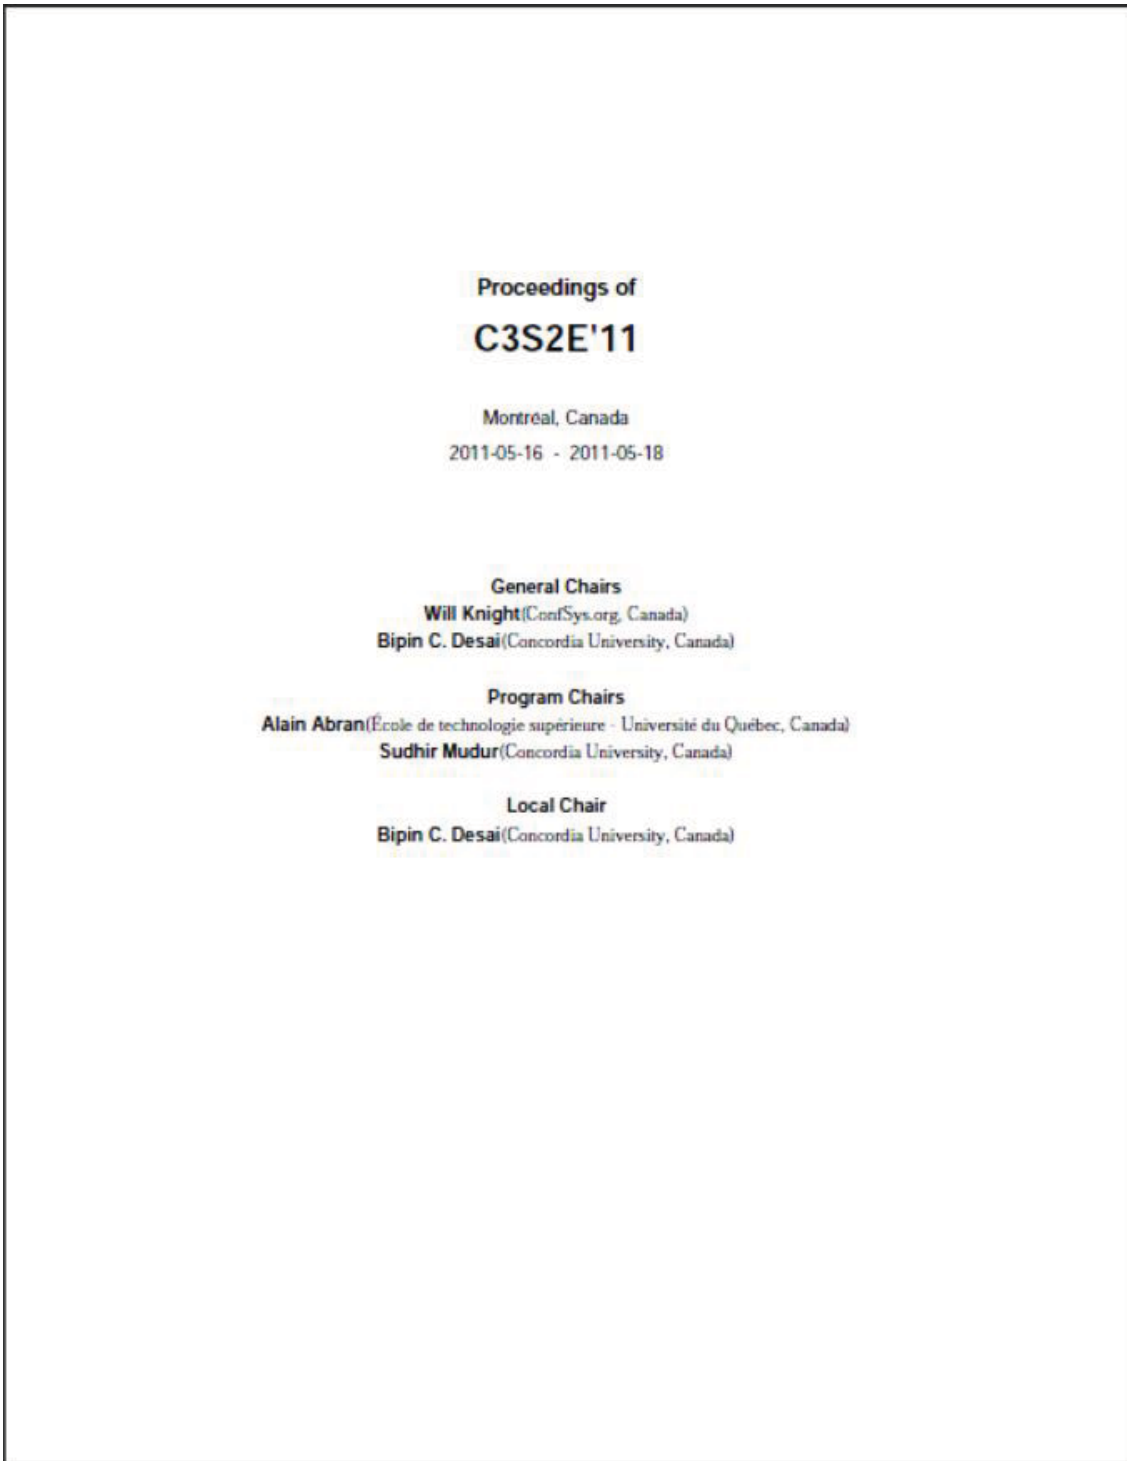 Proceedings of
C3S2E'11
Montréal, Canada
2011-05-16 - 2011-05-18
General Chairs
Will Knight(ConfSys.org, Canada)
Bipin C. Desai(Concordia University, Canada)
Program Chairs
Alain Abran(École de technologie supérieure - Université du Québec, Canada)
Sudhir Mudur(Concordia University, Canada)
Local Chair
Bipin C. Desai(Concordia University, Canada)